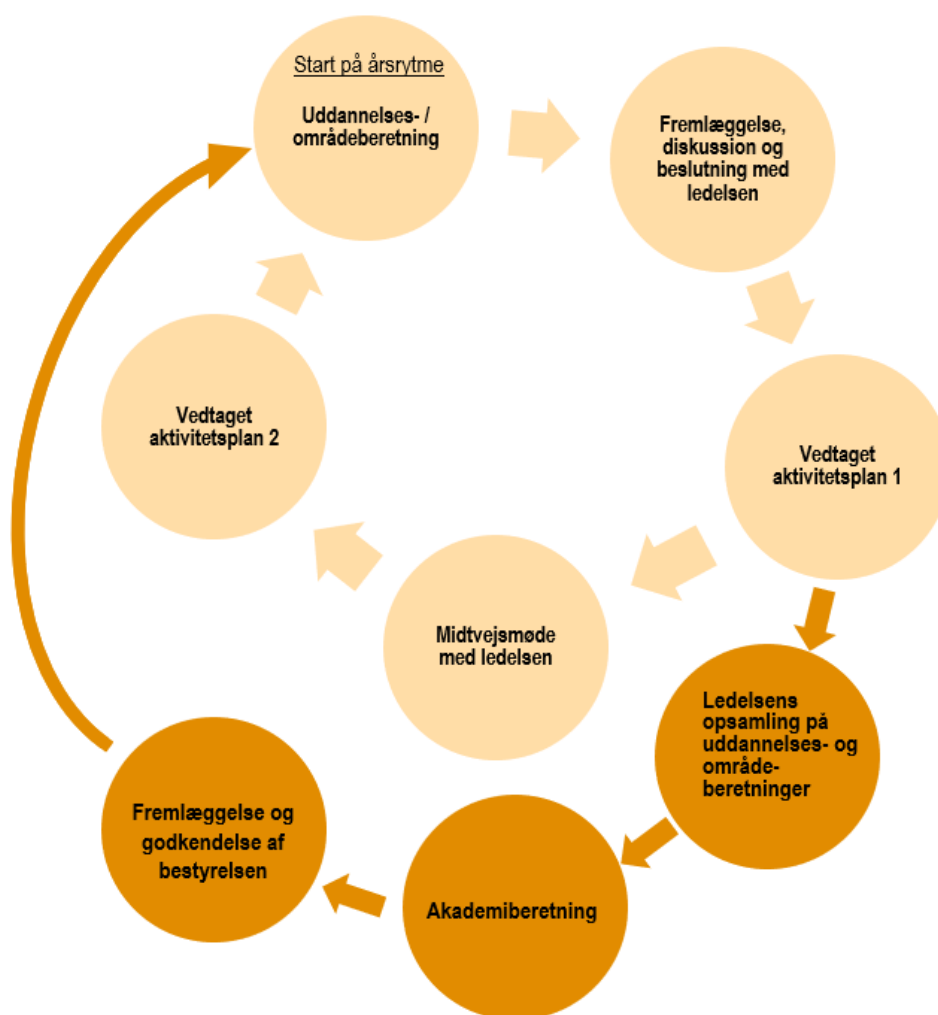 Start på årsrytme
Uddannelses- /
områdeberetning
Fremlæggelse,
diskussion og
beslutning med
ledelsen
Vedtaget
aktivitetsplan 1
Midtvejsmøde
med ledelsen
Vedtaget
aktivitetsplan 2
Ledelsens
opsamling på
uddannelses- og
område-
beretninger
Akademiberetning
Fremlæggelse og
godkendelse af
bestyrelsen